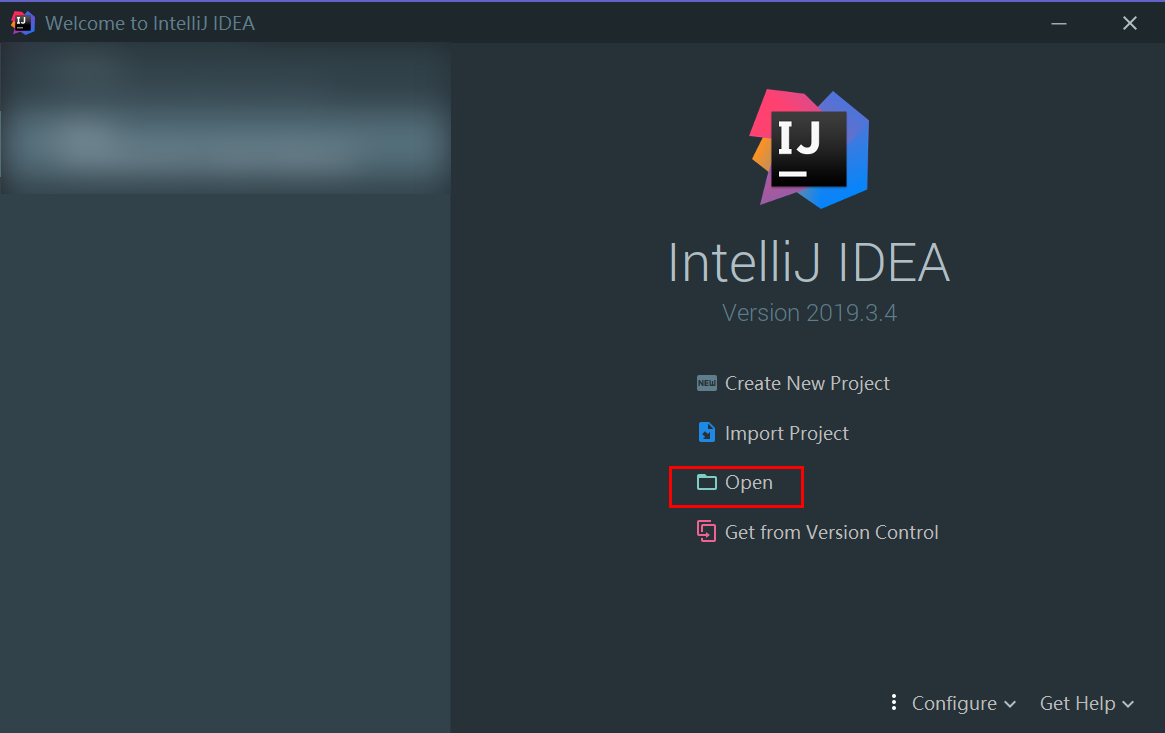 Welcome to IntelliJ IDEA
IJ
IntelliJ IDEA
Version 2019.3.4
NEW Create New Project
Import Project
Open
Get from Version Control
Configure
Get Help